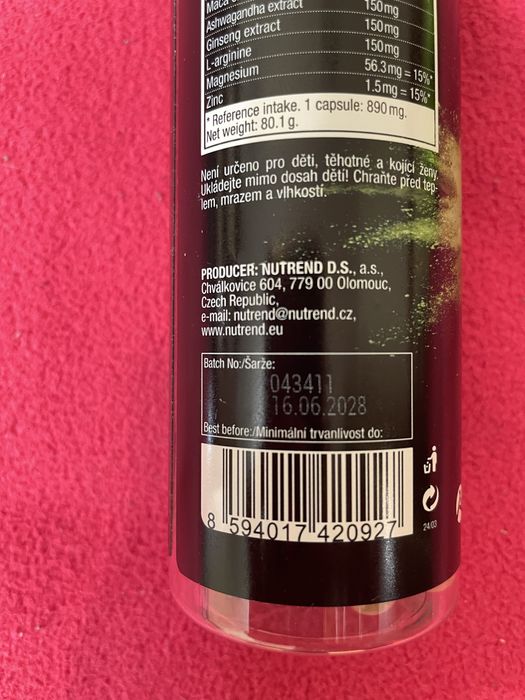 Maca
Ashwagandha extract 150 mg
Ginseng extract 150 mg
L-arginine 150 mg
Magnesium 56.3 mg = 15%*
Zinc 1.5 mg = 15%*
* Reference intake. 1 capsule: 890 mg.
Net weight: 80.1 g.
Není určeno pro děti, těhotné a kojící ženy.
Ukládejte mimo dosah dětí! Chraňte před tep-
lem, mrazem a vlhkostí.
PRODUCER: NUTREND D.S., a.s.,
Chválkovice 604, 779 00 Olomouc,
Czech Republic,
e-mail: nutrend@nutrend.cz,
www.nutrend.eu
Batch No:/Šarže:
043411
16.06.2028
Best before:/Minimální trvanlivost do:
8 594017 420927
24/03